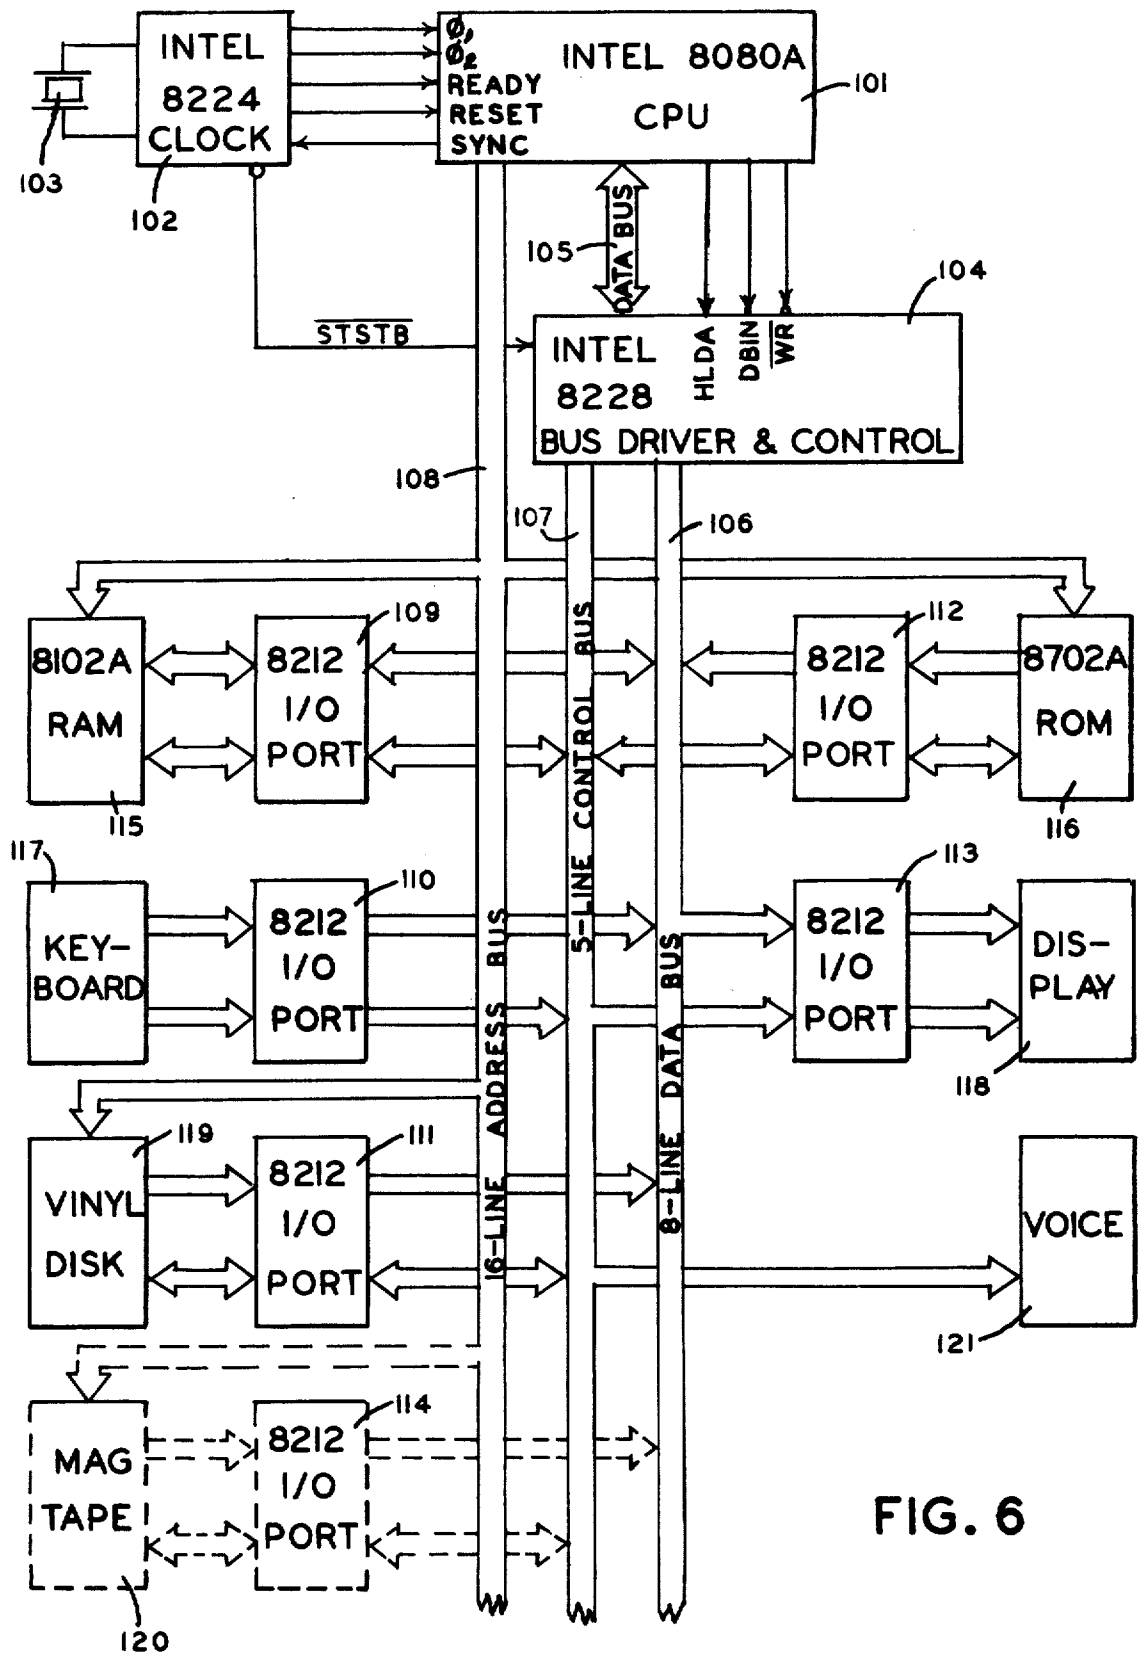 INTEL
8224
CLOCK
102
103
Φ1
Φ2
READY
RESET
SYNC
INTEL 8080A
CPU
101
105
DATA BUS
104
STSTB
INTEL
8228
HLDA
DBIN
WR
BUS DRIVER & CONTROL
108
107
106
8102A
RAM
115
8212
I/O
PORT
109
8212
I/O
PORT
112
8702A
ROM
116
5-LINE CONTROL BUS
117
KEY-
BOARD
8212
I/O
PORT
110
8212
I/O
PORT
113
DIS-
PLAY
118
16-LINE ADDRESS BUS
8-LINE DATA BUS
119
VINYL
DISK
8212
I/O
PORT
111
VOICE
121
MAG
TAPE
120
8212
I/O
PORT
114
FIG. 6